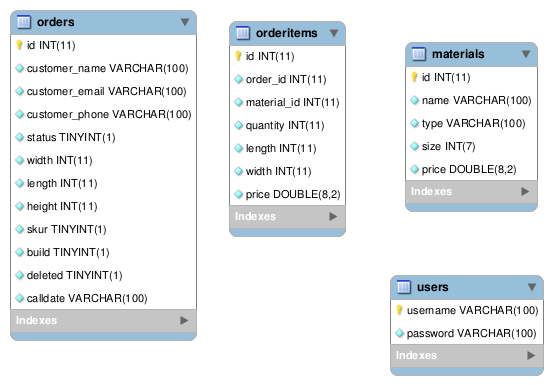 orders
id INT(11)
customer_name VARCHAR(100)
customer_email VARCHAR(100)
customer_phone VARCHAR(100)
status TINYINT(1)
width INT(11)
length INT(11)
height INT(11)
skur TINYINT(1)
build TINYINT(1)
deleted TINYINT(1)
calldate VARCHAR(100)
Indexes
orderitems
id INT(11)
order_id INT(11)
material_id INT(11)
quantity INT(11)
length INT(11)
width INT(11)
price DOUBLE(8,2)
Indexes
materials
id INT(11)
name VARCHAR(100)
type VARCHAR(100)
size INT(7)
price DOUBLE(8,2)
Indexes
users
username VARCHAR(100)
password VARCHAR(100)
Indexes